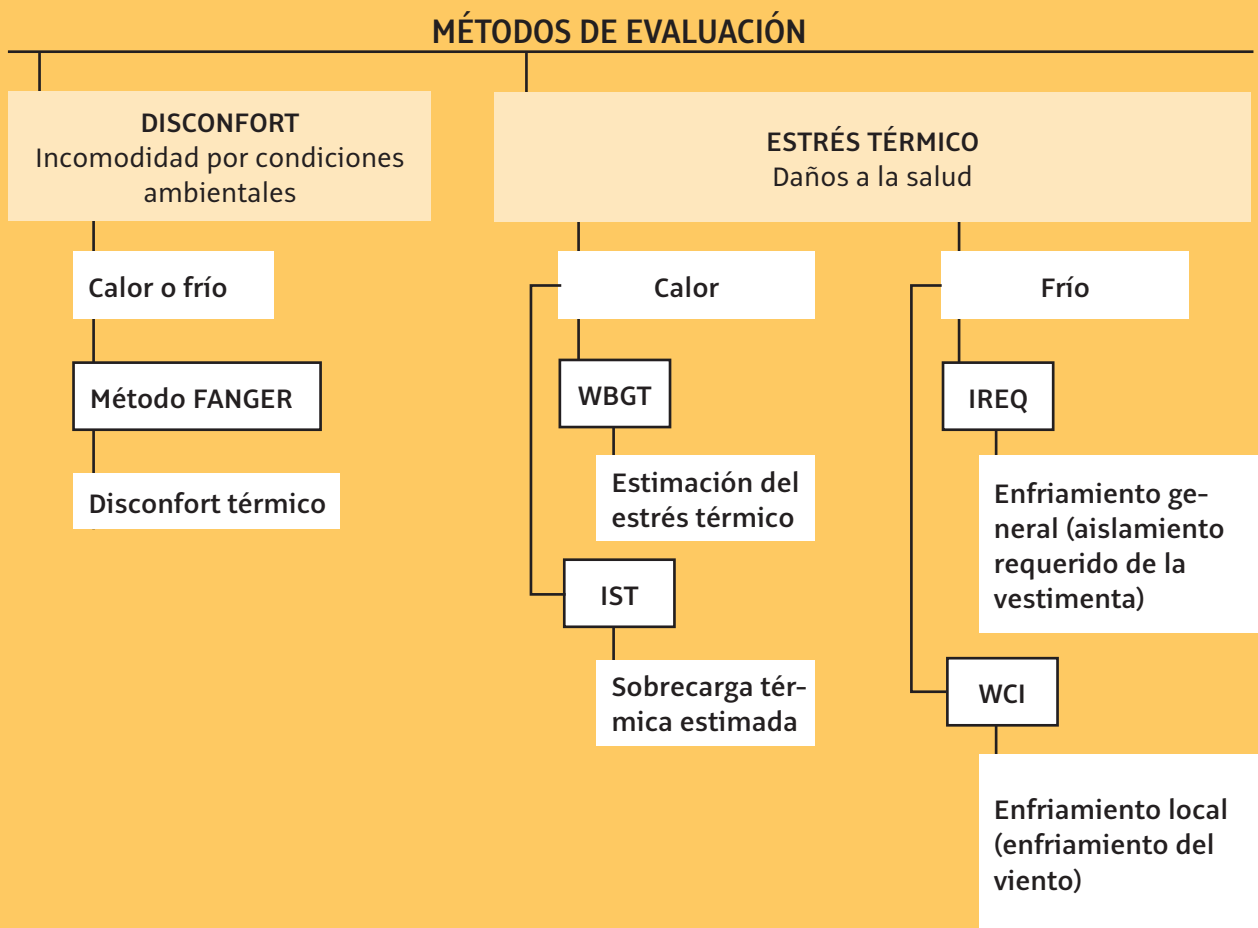 MÉTODOS DE EVALUACIÓN
DISCONFORT
Incomodidad por condiciones
ambientales
Calor o frío
Método FANGER
Disconfort térmico
ESTRÉS TÉRMICO
Daños a la salud
Calor
WBGT
Estimación del
estrés térmico
IST
Sobrecarga tér-
mica estimada
Frío
IREQ
Enfriamiento ge-
neral (aislamiento
requerido de la
vestimenta)
WCI
Enfriamiento local
(enfriamiento del
viento)